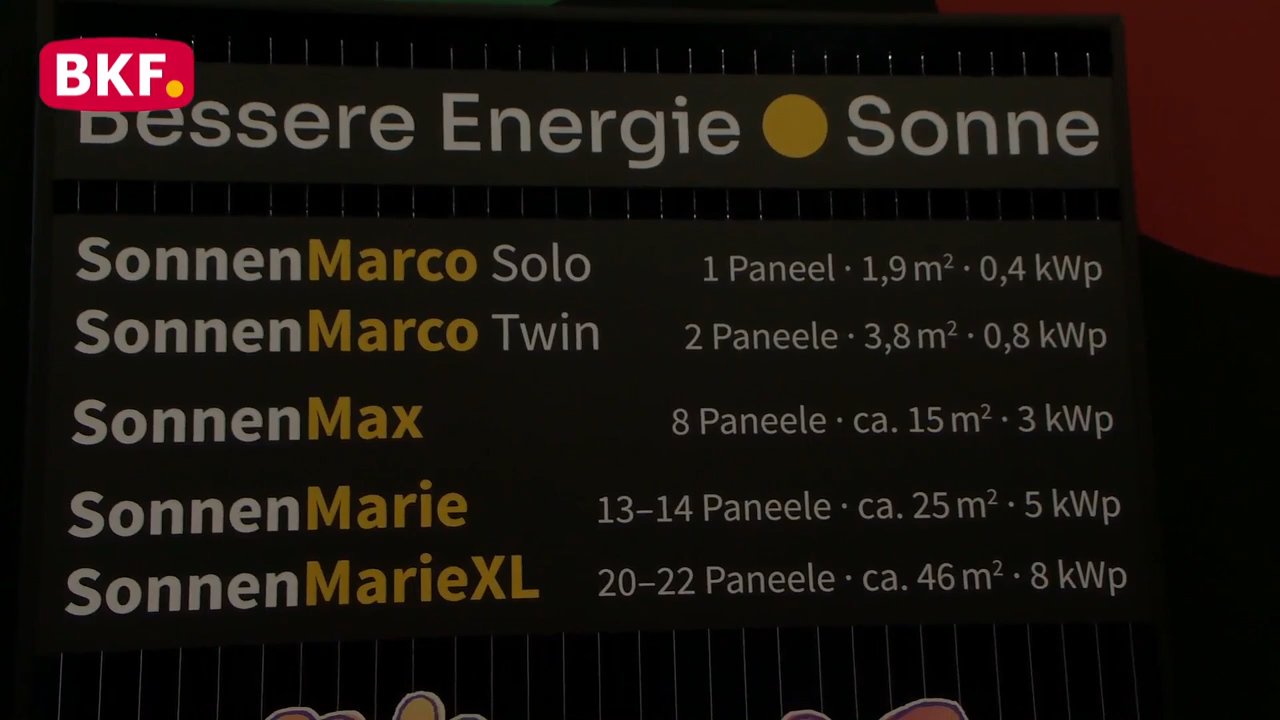 BKF.
Bessere Energie Sonne
SonnenMarco Solo 1 Paneel · 1,9 m² · 0,4 kWp
SonnenMarco Twin 2 Paneele · 3,8 m² · 0,8 kWp
SonnenMax 8 Paneele · ca. 15 m² · 3 kWp
SonnenMarie 13–14 Paneele · ca. 25 m² · 5 kWp
SonnenMarieXL 20–22 Paneele · ca. 46 m² · 8 kWp